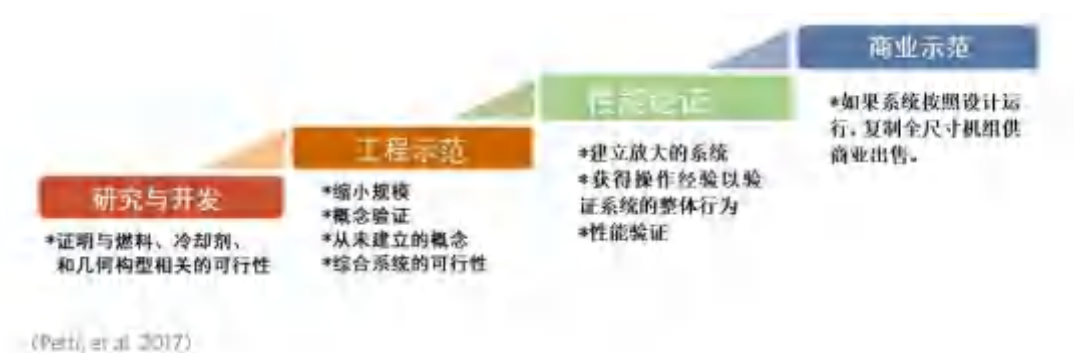 研究与开发
*证明与燃料、冷却剂、
和几何构型相关的可行性
工程示范
*缩小规模
*概念验证
*从未建立的概念
*综合系统的可行性
性能验证
*建立放大的系统
*获得操作经验以验
证系统的整体行为
*性能验证
商业示范
*如果系统按照设计运
行，复制全尺寸机组供
商业出售。
(Petti, et al. 2017)